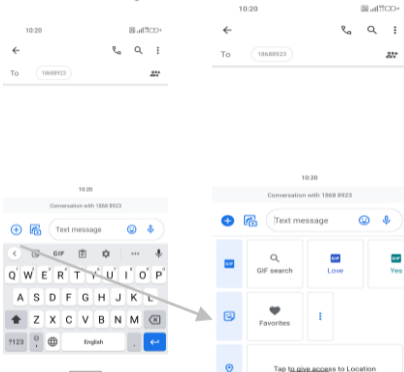 10:20
To 18688923
10:20
Conversation with 1868 8923
Text message
GIF
Q W E R T Y U I O P
A S D F G H J K L
Z X C V B N M
?123 English .
10:20
To 18688923
10:20
Conversation with 1868 8923
Text message
GIF GIF search GIF Love GIF Yes
Favorites
Tap to give access to Location